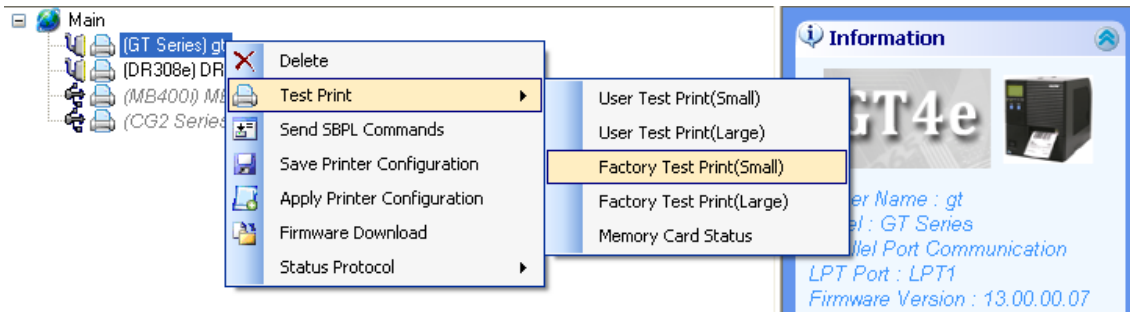 Main
(GT Series) gt
(DR308e) DR
(MB400i)
(CG2 Series
Delete
Test Print
Send SBPL Commands
Save Printer Configuration
Apply Printer Configuration
Firmware Download
Status Protocol
User Test Print(Small)
User Test Print(Large)
Factory Test Print(Small)
Factory Test Print(Large)
Memory Card Status
Information
GT4e
er Name : gt
el : GT Series
llel Port Communication
LPT Port : LPT1
Firmware Version : 13.00.00.07